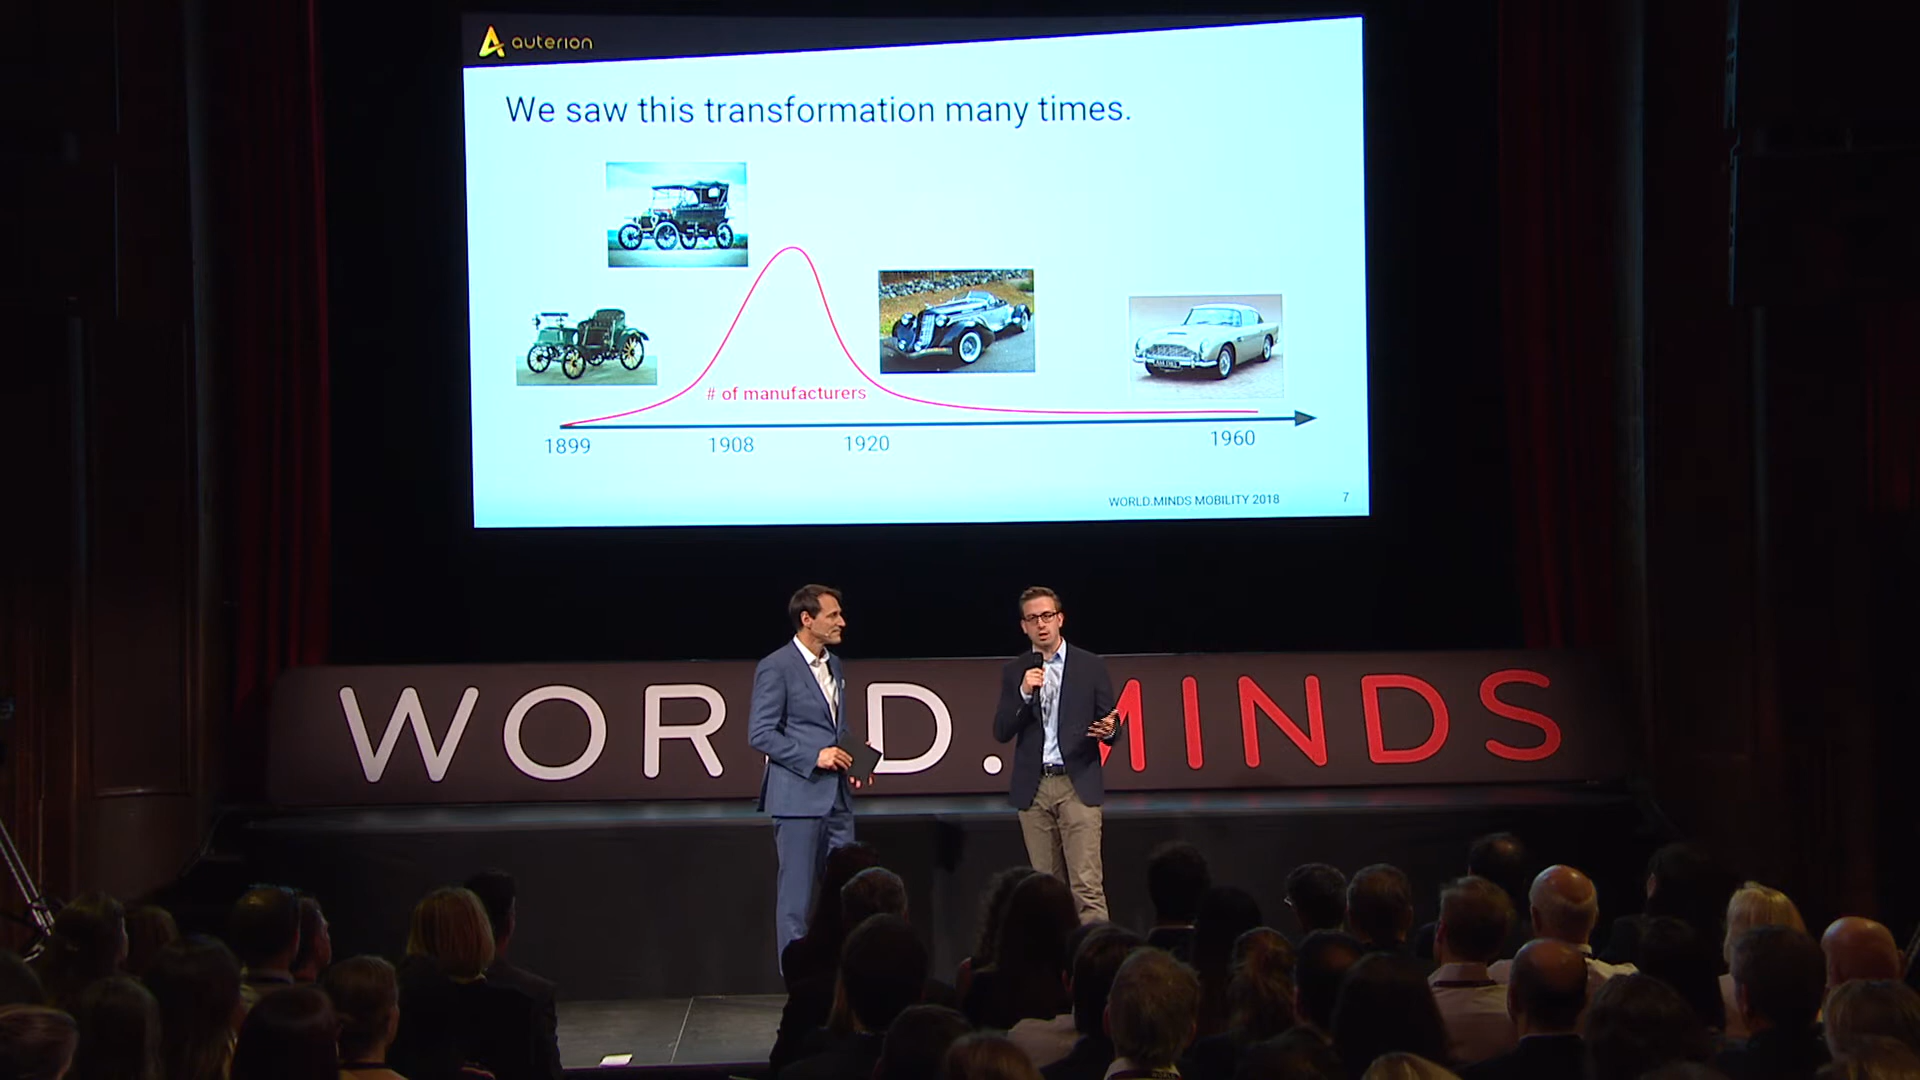 auterion
We saw this transformation many times.
# of manufacturers
1899 1908 1920 1960
WORLD.MINDS MOBILITY 2018 7
WOR D.MINDS